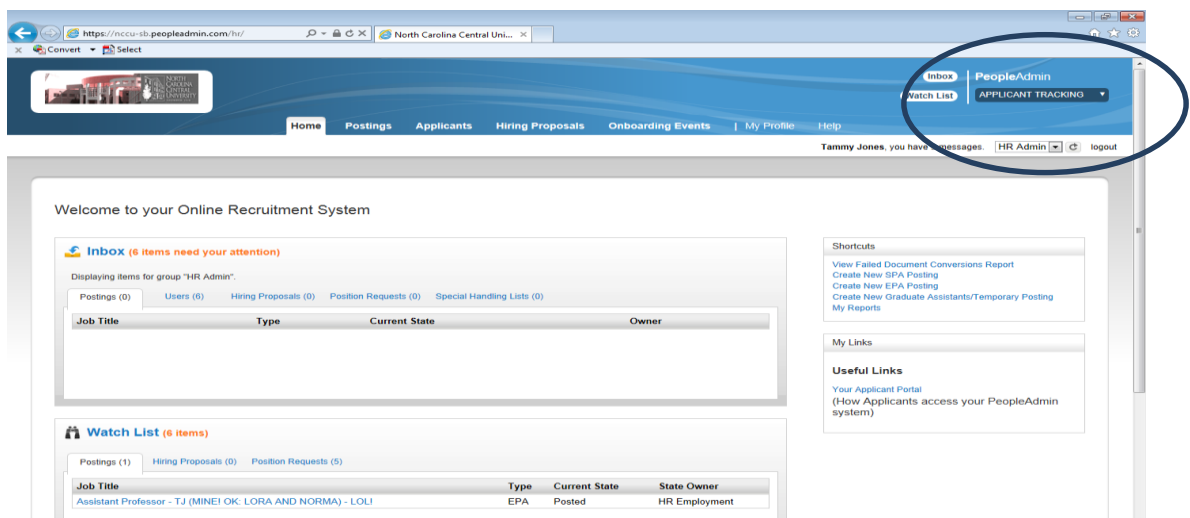 https://nccu-sb.peopleadmin.com/hr/
North Carolina Central Uni...
x Convert Select
NORTH CAROLINA CENTRAL UNIVERSITY
Inbox PeopleAdmin
Watch List APPLICANT TRACKING
Home Postings Applicants Hiring Proposals Onboarding Events | My Profile Help
Tammy Jones, you have messages. HR Admin logout
Welcome to your Online Recruitment System
Inbox (6 items need your attention)
Displaying items for group "HR Admin".
Postings (0) Users (6) Hiring Proposals (0) Position Requests (0) Special Handling Lists (0)
Job Title Type Current State Owner
Watch List (6 items)
Postings (1) Hiring Proposals (0) Position Requests (5)
Job Title Type Current State State Owner
Assistant Professor - TJ (MINE! OK: LORA AND NORMA) - LOL! EPA Posted HR Employment
Shortcuts
View Failed Document Conversions Report
Create New SPA Posting
Create New EPA Posting
Create New Graduate Assistants/Temporary Posting
My Reports
My Links
Useful Links
Your Applicant Portal
(How Applicants access your PeopleAdmin
system)